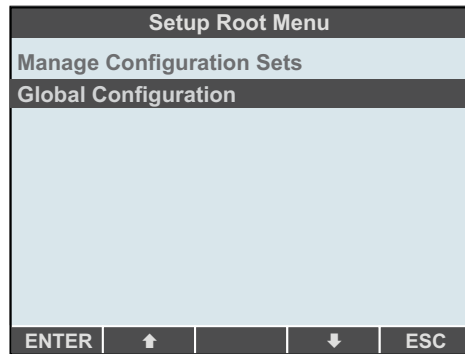 Setup Root Menu
Manage Configuration Sets
Global Configuration
ENTER ⬆ ⬇ ESC